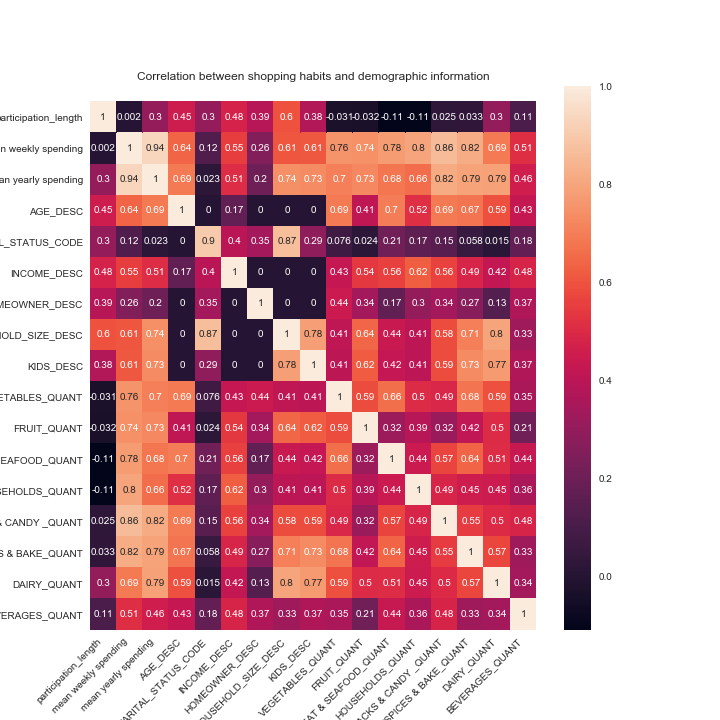 Correlation between shopping habits and demographic information
articipation_length 1 0.002 0.3 0.45 0.3 0.48 0.39 0.6 0.38 -0.031 -0.032 -0.11 -0.11 0.025 0.033 0.3 0.11
n weekly spending 0.002 1 0.94 0.64 0.12 0.55 0.26 0.61 0.61 0.76 0.74 0.78 0.8 0.86 0.82 0.69 0.51
an yearly spending 0.3 0.94 1 0.69 0.023 0.51 0.2 0.74 0.73 0.7 0.73 0.68 0.66 0.82 0.79 0.79 0.46
AGE_DESC 0.45 0.64 0.69 1 0 0.17 0 0 0 0.69 0.41 0.7 0.52 0.69 0.67 0.59 0.43
L_STATUS_CODE 0.3 0.12 0.023 0 0.9 0.4 0.35 0.87 0.29 0.076 0.024 0.21 0.17 0.15 0.058 0.015 0.18
INCOME_DESC 0.48 0.55 0.51 0.17 0.4 1 0 0 0 0.43 0.54 0.56 0.62 0.56 0.49 0.42 0.48
MEOWNER_DESC 0.39 0.26 0.2 0 0.35 0 1 0 0 0.44 0.34 0.17 0.3 0.34 0.27 0.13 0.37
OLD_SIZE_DESC 0.6 0.61 0.74 0 0.87 0 0 1 0.78 0.41 0.64 0.44 0.41 0.58 0.71 0.8 0.33
KIDS_DESC 0.38 0.61 0.73 0 0.29 0 0 0.78 1 0.41 0.62 0.42 0.41 0.59 0.73 0.77 0.37
ETABLES_QUANT -0.031 0.76 0.7 0.69 0.076 0.43 0.44 0.41 0.41 1 0.59 0.66 0.5 0.49 0.68 0.59 0.35
FRUIT_QUANT -0.032 0.74 0.73 0.41 0.024 0.54 0.34 0.64 0.62 0.59 1 0.32 0.39 0.32 0.42 0.5 0.21
EAFOOD_QUANT -0.11 0.78 0.68 0.7 0.21 0.56 0.17 0.44 0.42 0.66 0.32 1 0.44 0.57 0.64 0.51 0.44
SEHOLDS_QUANT -0.11 0.8 0.66 0.52 0.17 0.62 0.3 0.41 0.41 0.5 0.39 0.44 1 0.49 0.45 0.45 0.36
& CANDY _QUANT 0.025 0.86 0.82 0.69 0.15 0.56 0.34 0.58 0.59 0.49 0.32 0.57 0.49 1 0.55 0.5 0.48
S & BAKE_QUANT 0.033 0.82 0.79 0.67 0.058 0.49 0.27 0.71 0.73 0.68 0.42 0.64 0.45 0.55 1 0.57 0.33
DAIRY_QUANT 0.3 0.69 0.79 0.59 0.015 0.42 0.13 0.8 0.77 0.59 0.5 0.51 0.45 0.5 0.57 1 0.34
VERAGES_QUANT 0.11 0.51 0.46 0.43 0.18 0.48 0.37 0.33 0.37 0.35 0.21 0.44 0.36 0.48 0.33 0.34 1
participation_length
mean weekly spending
mean yearly spending
AGE_DESC
ARITAL_STATUS_CODE
INCOME_DESC
HOMEOWNER_DESC
OUSEHOLD_SIZE_DESC
KIDS_DESC
VEGETABLES_QUANT
FRUIT_QUANT
AT & SEAFOOD_QUANT
HOUSEHOLDS_QUANT
ACKS & CANDY _QUANT
SPICES & BAKE_QUANT
DAIRY_QUANT
BEVERAGES_QUANT
1.0
0.8
0.6
0.4
0.2
0.0